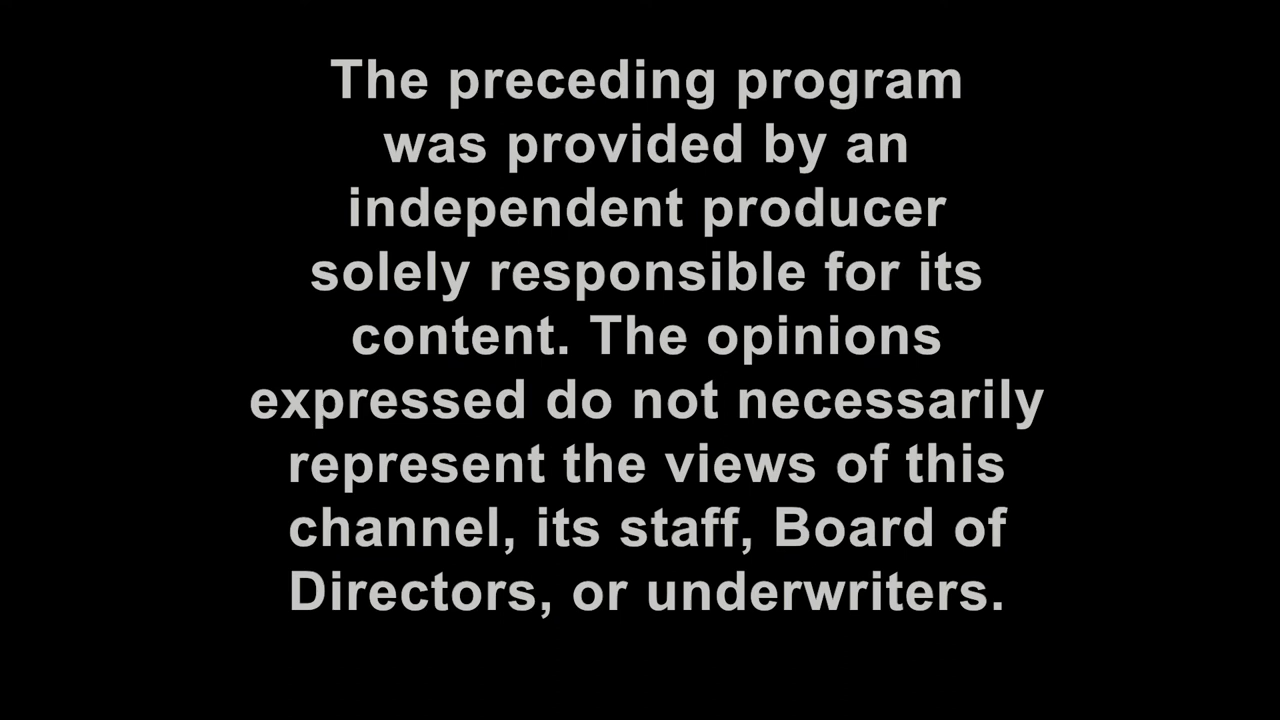 The preceding program
was provided by an
independent producer
solely responsible for its
content. The opinions
expressed do not necessarily
represent the views of this
channel, its staff, Board of
Directors, or underwriters.